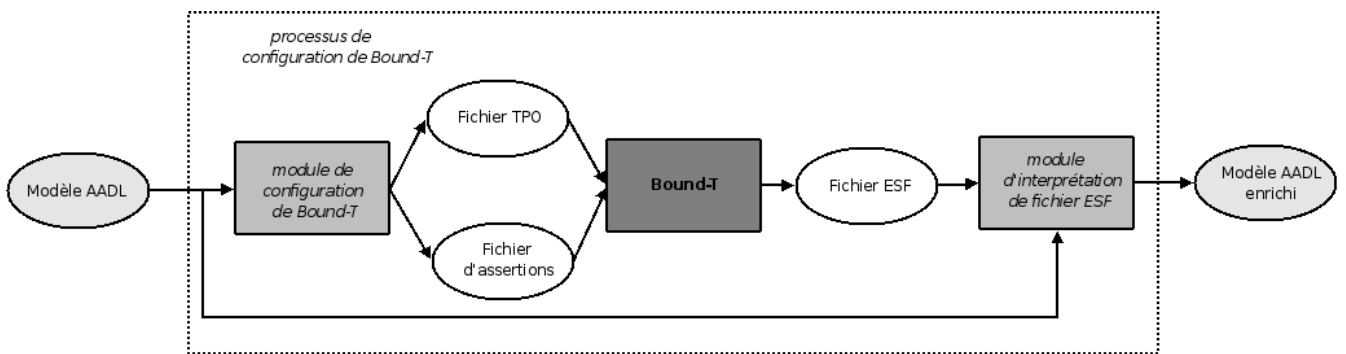 processus de
configuration de Bound-T
Modèle AADL
module de
configuration
de Bound-T
Fichier TPO
Fichier
d'assertions
Bound-T
Fichier ESF
module
d'interprétation
de fichier ESF
Modèle AADL
enrichi